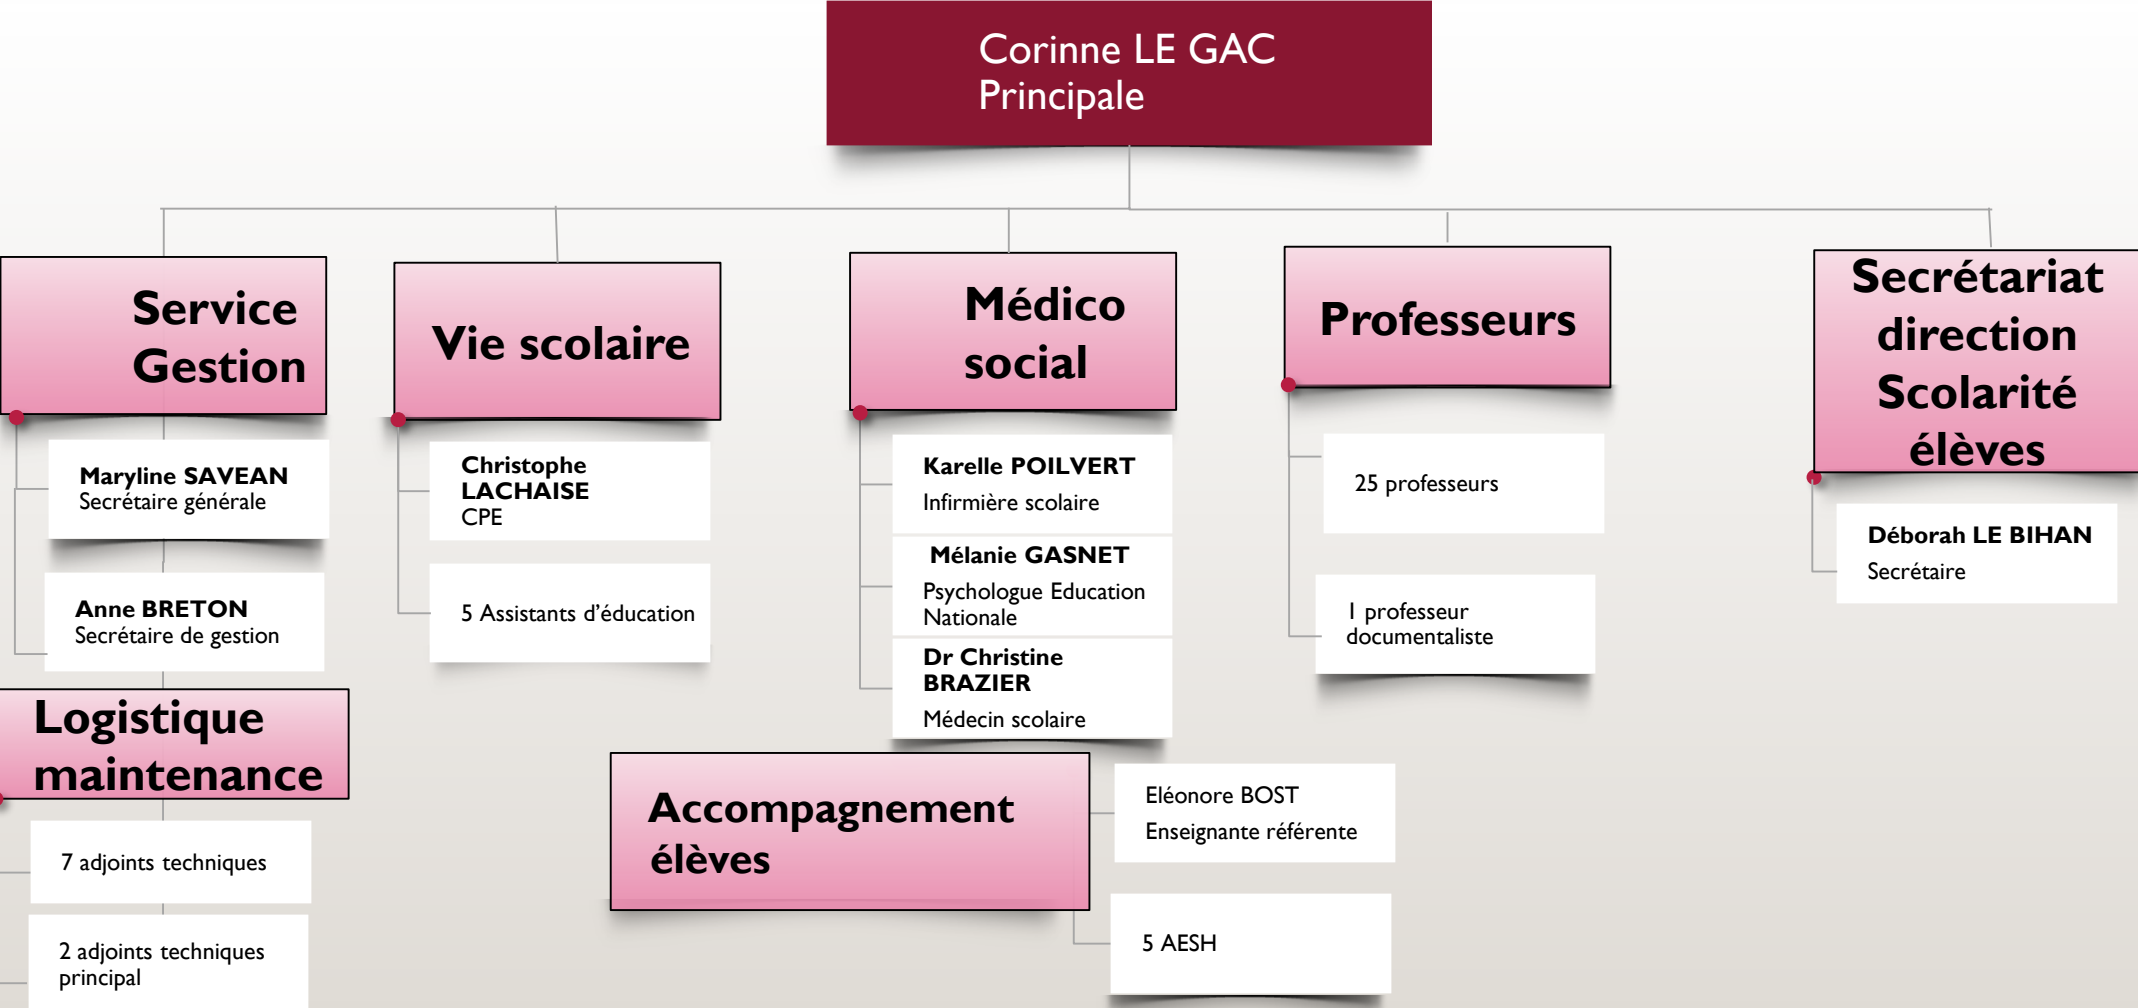 Corinne LE GAC
Principale
Service
Gestion
Maryline SAVEAN
Secrétaire générale
Anne BRETON
Secrétaire de gestion
Logistique
maintenance
7 adjoints techniques
2 adjoints techniques
principal
Vie scolaire
Christophe
LACHAISE
CPE
5 Assistants d’éducation
Médico
social
Karelle POILVERT
Infirmière scolaire
Mélanie GASNET
Psychologue Education
Nationale
Dr Christine
BRAZIER
Médecin scolaire
Accompagnement
élèves
Eléonore BOST
Enseignante référente
5 AESH
Professeurs
25 professeurs
1 professeur
documentaliste
Secrétariat
direction
Scolarité
élèves
Déborah LE BIHAN
Secrétaire